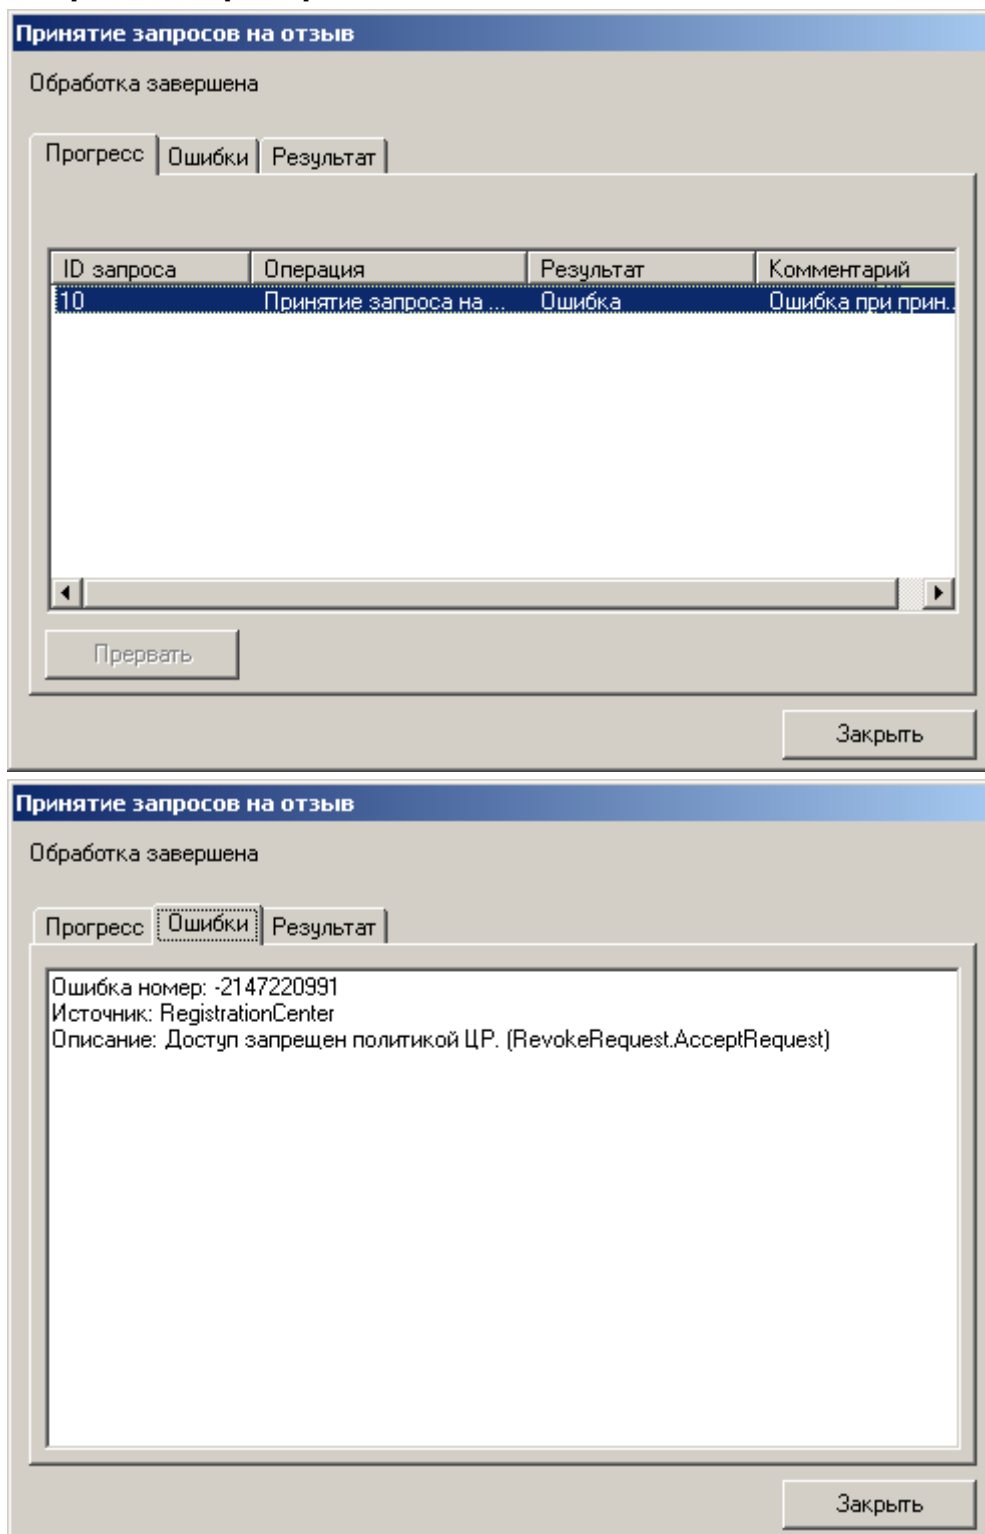 Принятие запросов на отзыв
Обработка завершена
Прогресс Ошибки Результат
ID запроса Операция Результат Комментарий
10 Принятие запроса на ... Ошибка Ошибка при прин...
Прервать
Закрыть
Принятие запросов на отзыв
Обработка завершена
Прогресс Ошибки Результат
Ошибка номер: -2147220991
Источник: RegistrationCenter
Описание: Доступ запрещен политикой ЦР. (RevokeRequest.AcceptRequest)
Закрыть